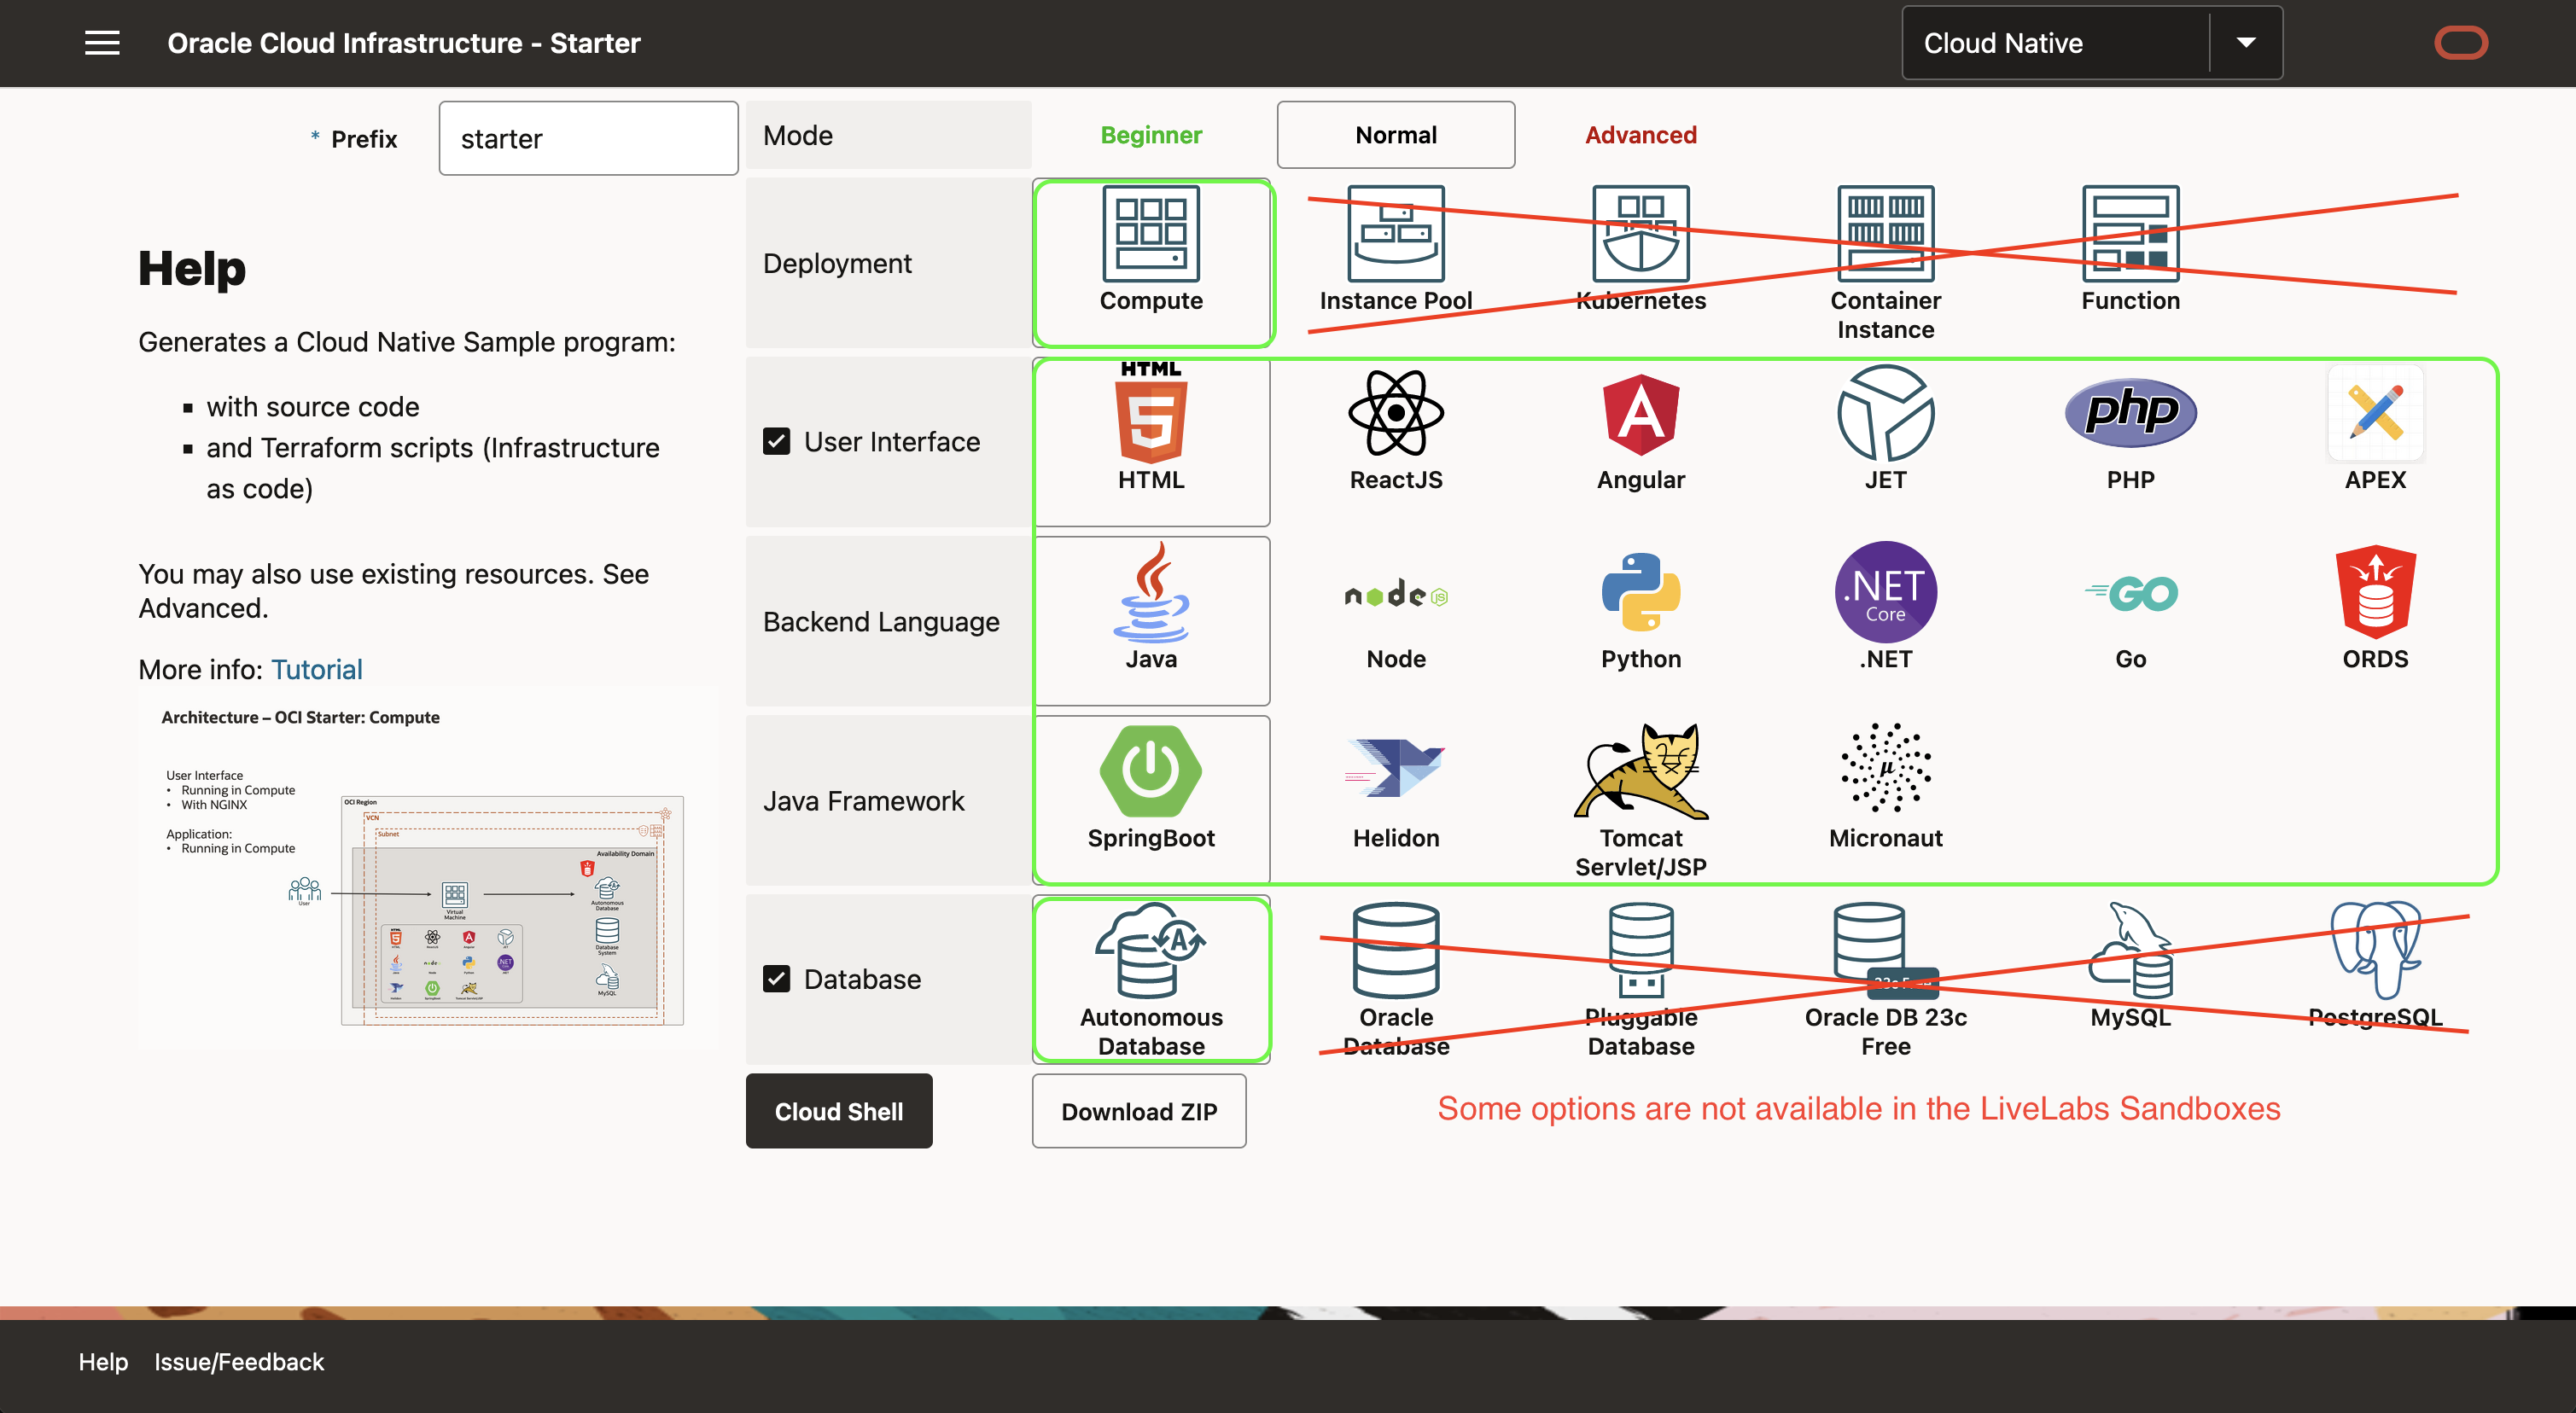 Oracle Cloud Infrastructure - Starter
Cloud Native
* Prefix
starter
Mode
Beginner
Normal
Advanced
Help
Generates a Cloud Native Sample program:
with source code
and Terraform scripts (Infrastructure
as code)
You may also use existing resources. See
Advanced.
More info: Tutorial
Architecture – OCI Starter: Compute
User Interface
• Running in Compute
• With NGINX
Application:
• Running in Compute
OCI Region
VCN
Subnet
Availability Domain
User
Virtual
Machine
Autonomous
Database
Database
System
MySQL
Deployment
Compute
Instance Pool
Kubernetes
Container
Instance
Function
User Interface
HTML
5
HTML
ReactJS
Angular
JET
php
PHP
APEX
Backend Language
Java
node JS
Node
Python
.NET
Core
.NET
GO
Go
ORDS
Java Framework
SpringBoot
Helidon
Tomcat
Servlet/JSP
μ
Micronaut
Database
A
Autonomous
Database
Oracle
Database
Pluggable
Database
Oracle DB 23c
Free
MySQL
PostgreSQL
Cloud Shell
Download ZIP
Some options are not available in the LiveLabs Sandboxes
Help
Issue/Feedback